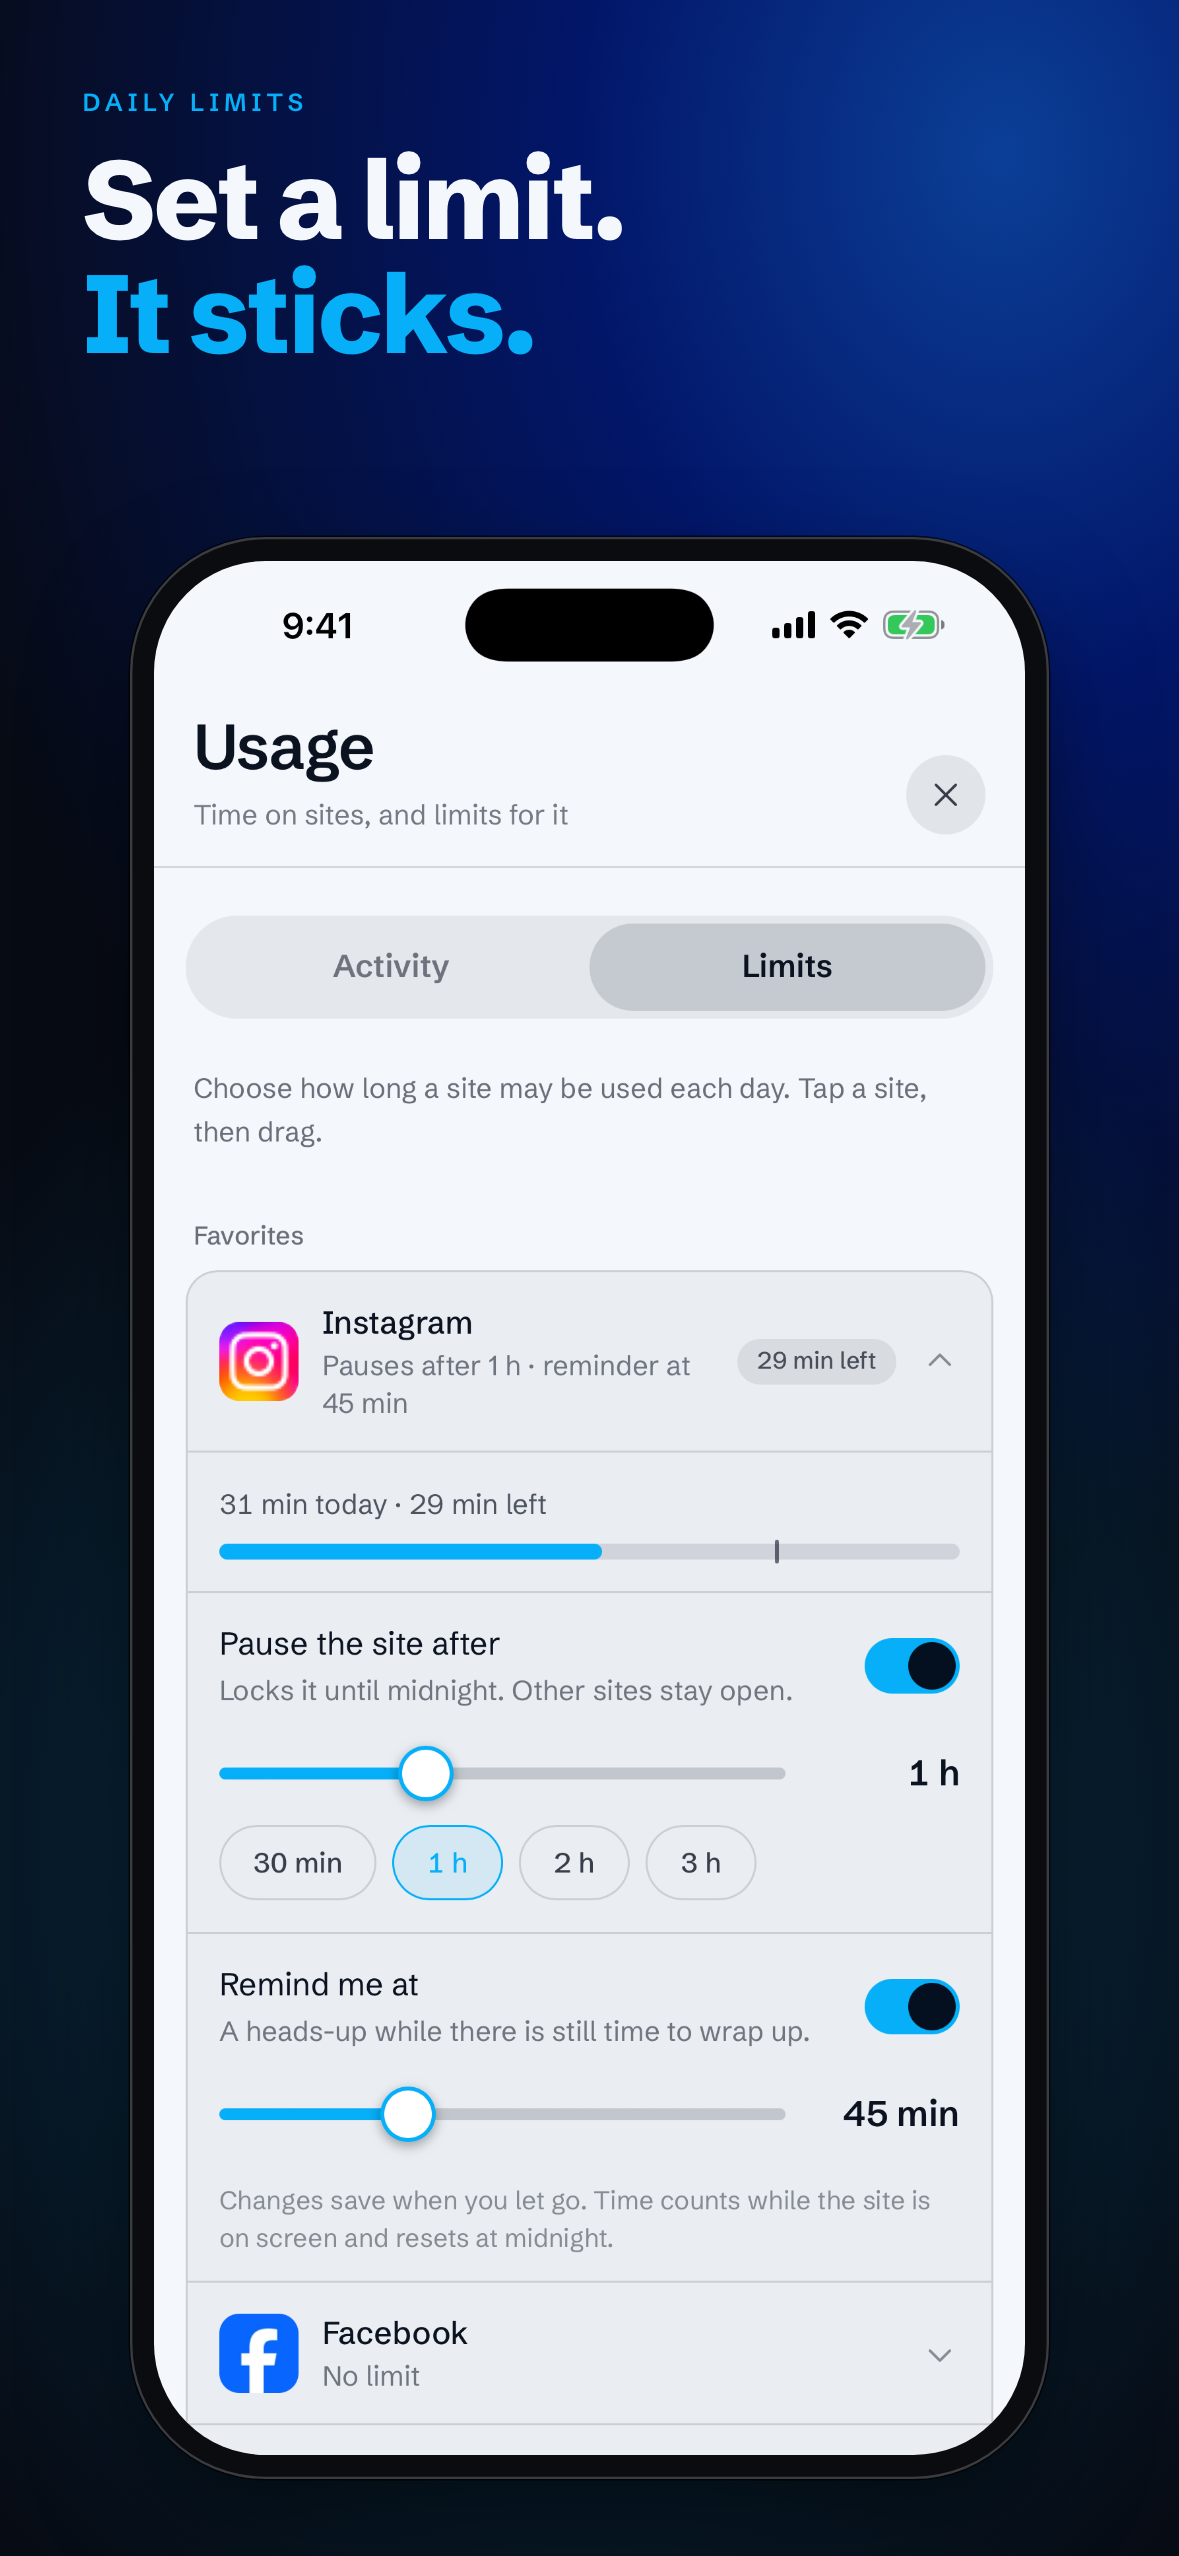 DAILY LIMITS
Set a limit.
It sticks.
9:41
Usage
Time on sites, and limits for it
Activity
Limits
Choose how long a site may be used each day. Tap a site,
then drag.
Favorites
Instagram
Pauses after 1 h · reminder at
45 min
29 min left
31 min today · 29 min left
Pause the site after
Locks it until midnight. Other sites stay open.
1 h
30 min
1 h
2 h
3 h
Remind me at
A heads-up while there is still time to wrap up.
45 min
Changes save when you let go. Time counts while the site is
on screen and resets at midnight.
Facebook
No limit